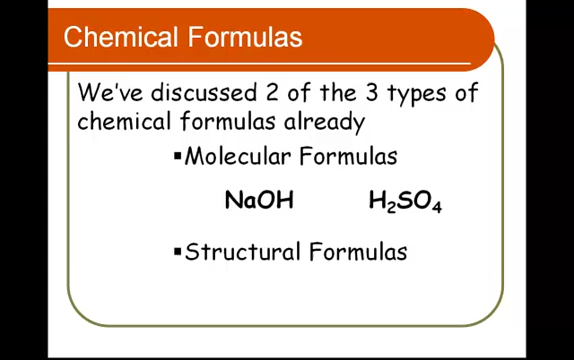 Chemical Formulas
We've discussed 2 of the 3 types of
chemical formulas already
▪Molecular Formulas
NaOH H₂SO₄
▪Structural Formulas